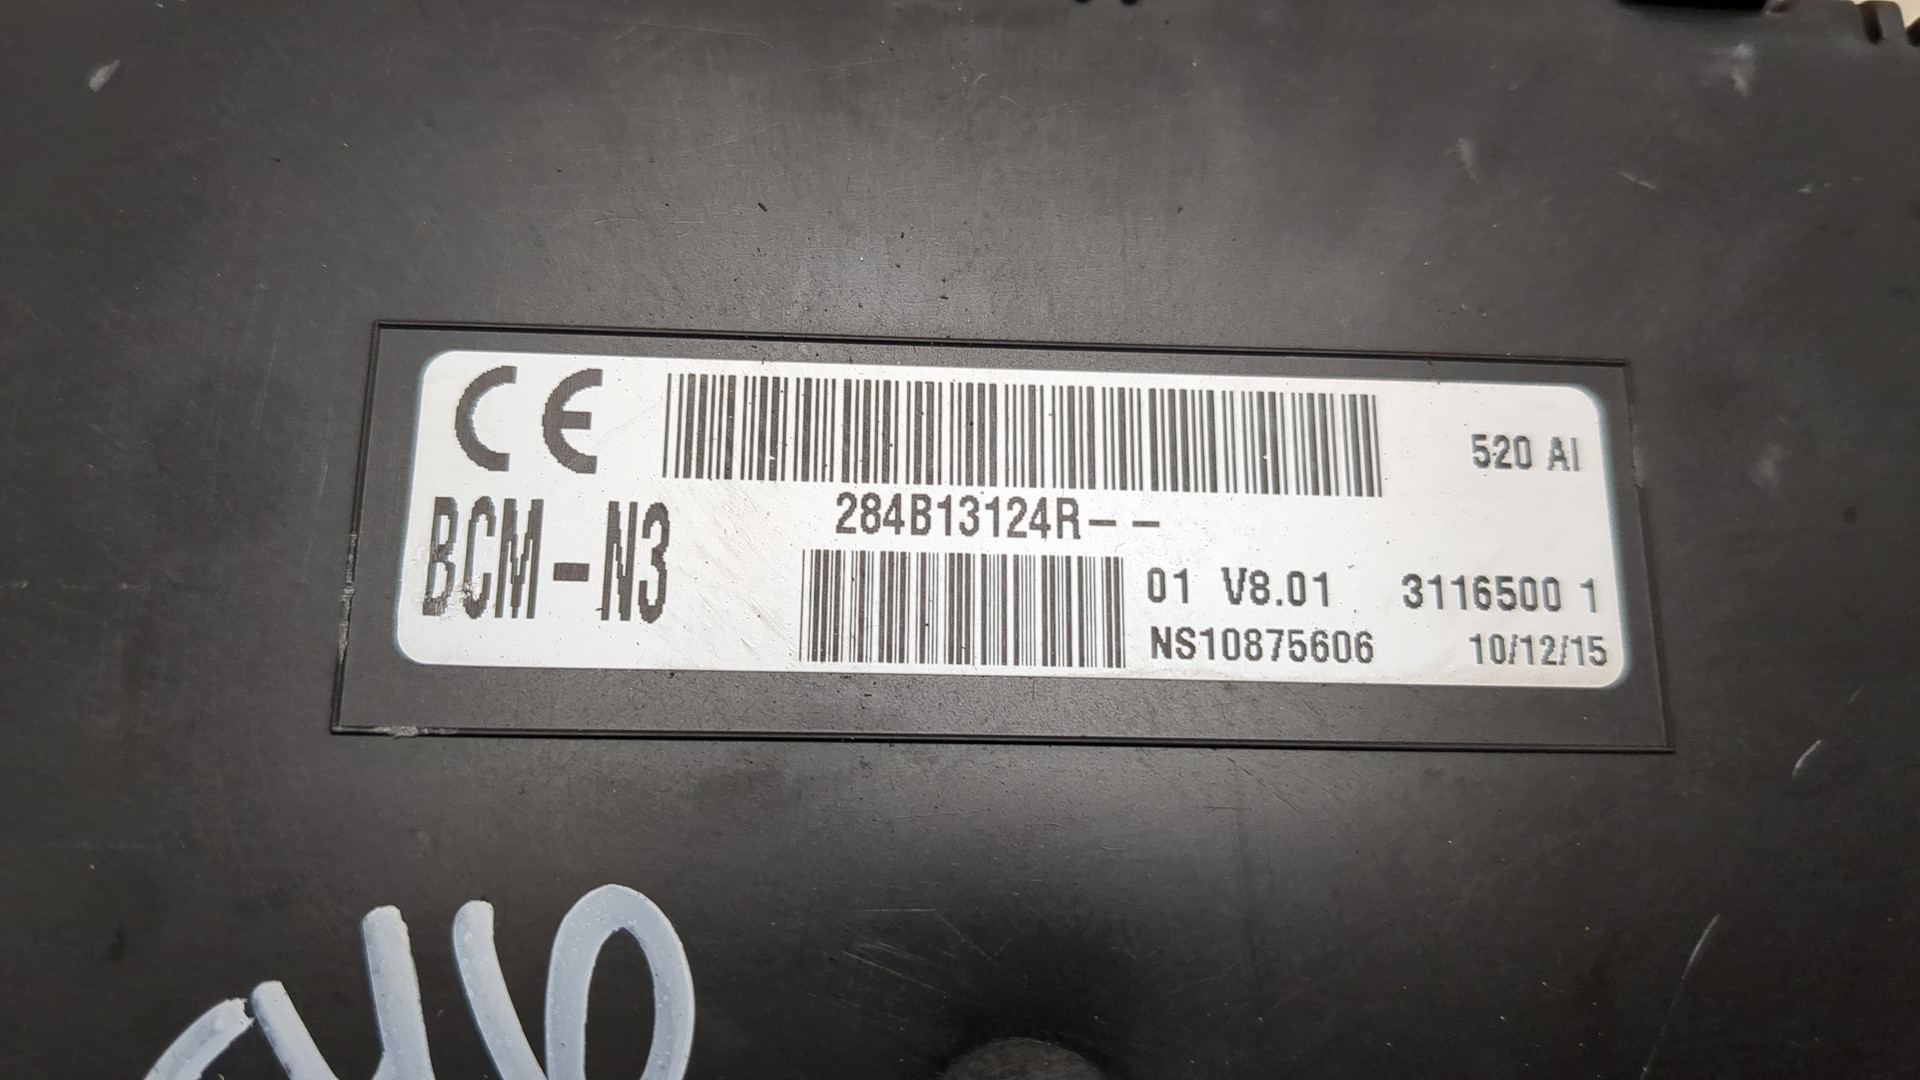 CE
520 AI
284B13124R--
BCM-N3
01 V8.01 3116500 1
NS10875606 10/12/15